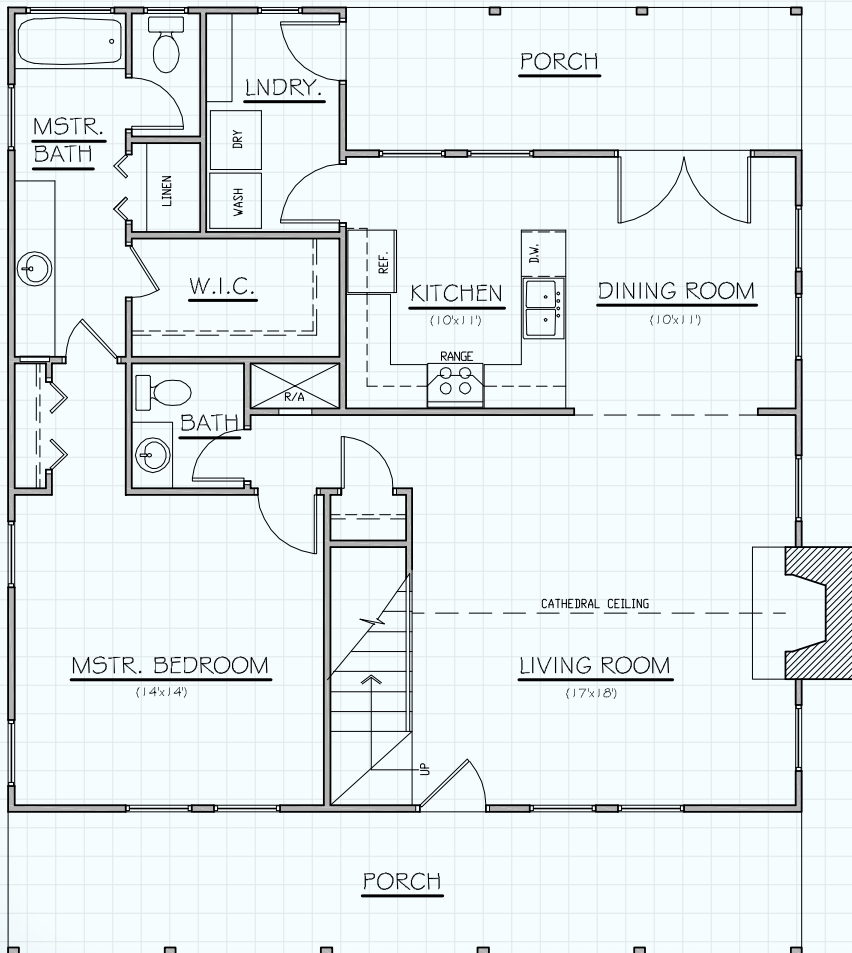 PORCH
LNDRY.
MSTR.
BATH
DRY
LINEN
WASH
D.W.
REF.
W.I.C.
KITCHEN
(10'x11')
DINING ROOM
(10'x11')
RANGE
R/A
BATH
CATHEDRAL CEILING
MSTR. BEDROOM
(14'x14')
LIVING ROOM
(17'x18')
UP
PORCH